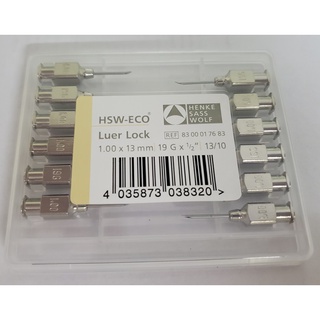 HSW-ECO®
HENKE
SASS
WOLF
Luer Lock
REF 83 00 01 76 83
1.00 x 13 mm 19 G x 1/2" 13/10
4 035873 038320 >